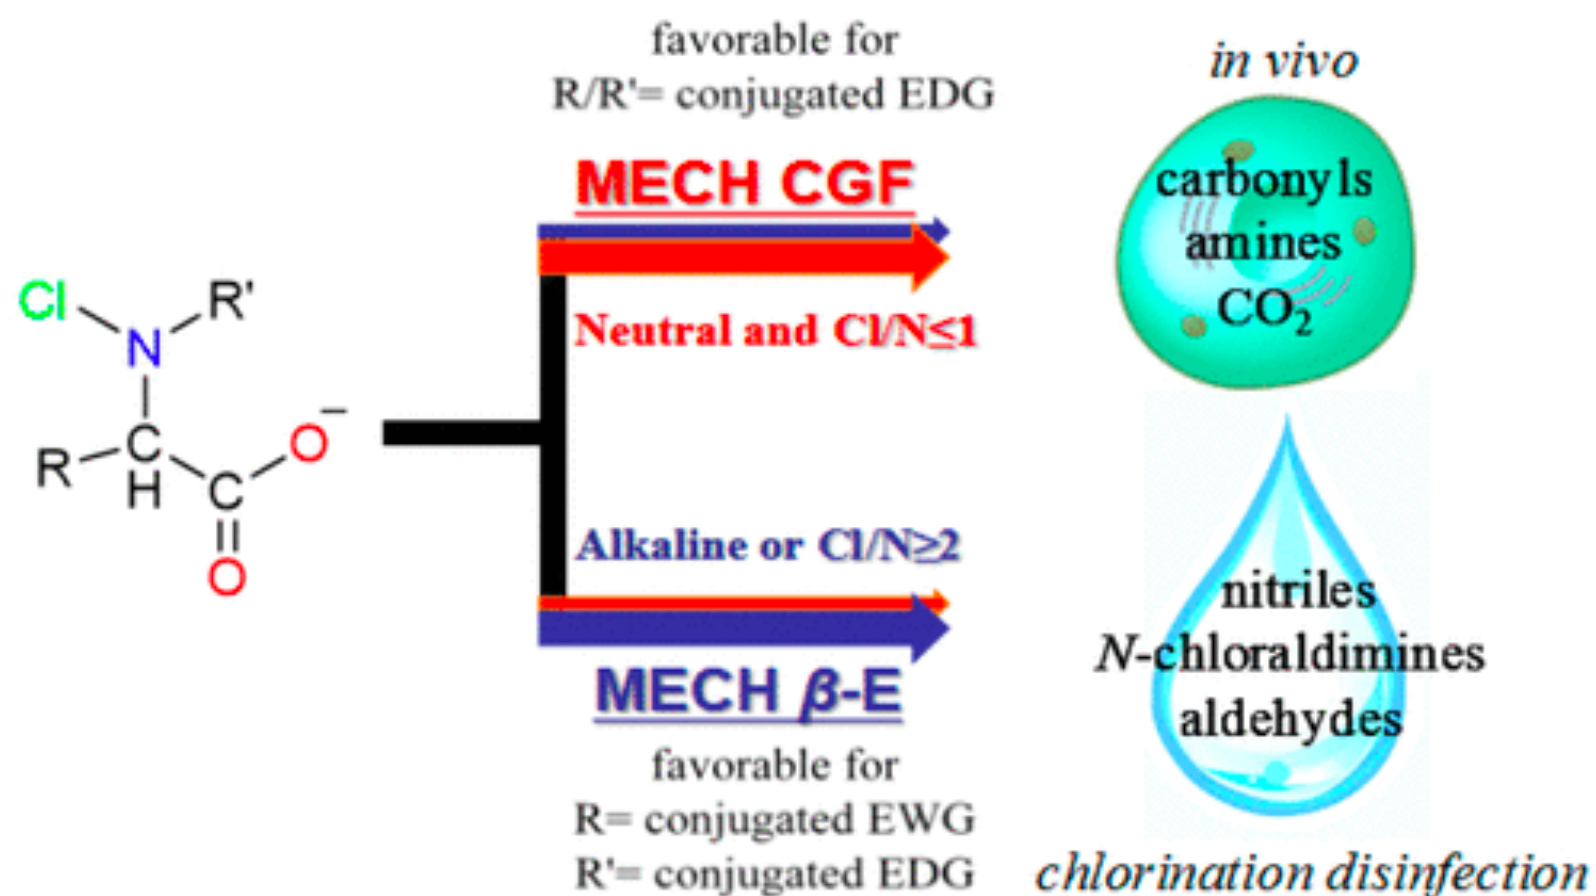 favorable for
R/R'= conjugated EDG
MECH CGF
Neutral and Cl/N≤1
in vivo
carbonyls
amines
CO₂
Cl
R'
N
R
C
H
C
O⁻
O
Alkaline or Cl/N≥2
MECH β-E
favorable for
R= conjugated EWG
R'= conjugated EDG
nitriles
N-chloraldimines
aldehydes
chlorination disinfection